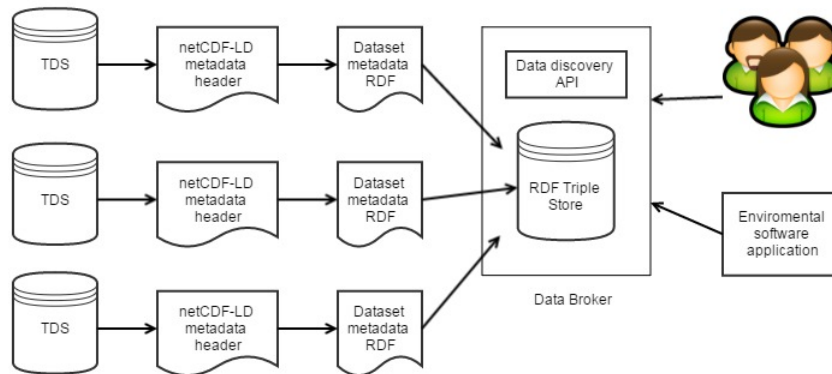 TDS
netCDF-LD
metadata
header
Dataset
metadata
RDF
Data discovery
API
TDS
netCDF-LD
metadata
header
Dataset
metadata
RDF
RDF Triple
Store
Enviromental
software
application
TDS
netCDF-LD
metadata
header
Dataset
metadata
RDF
Data Broker